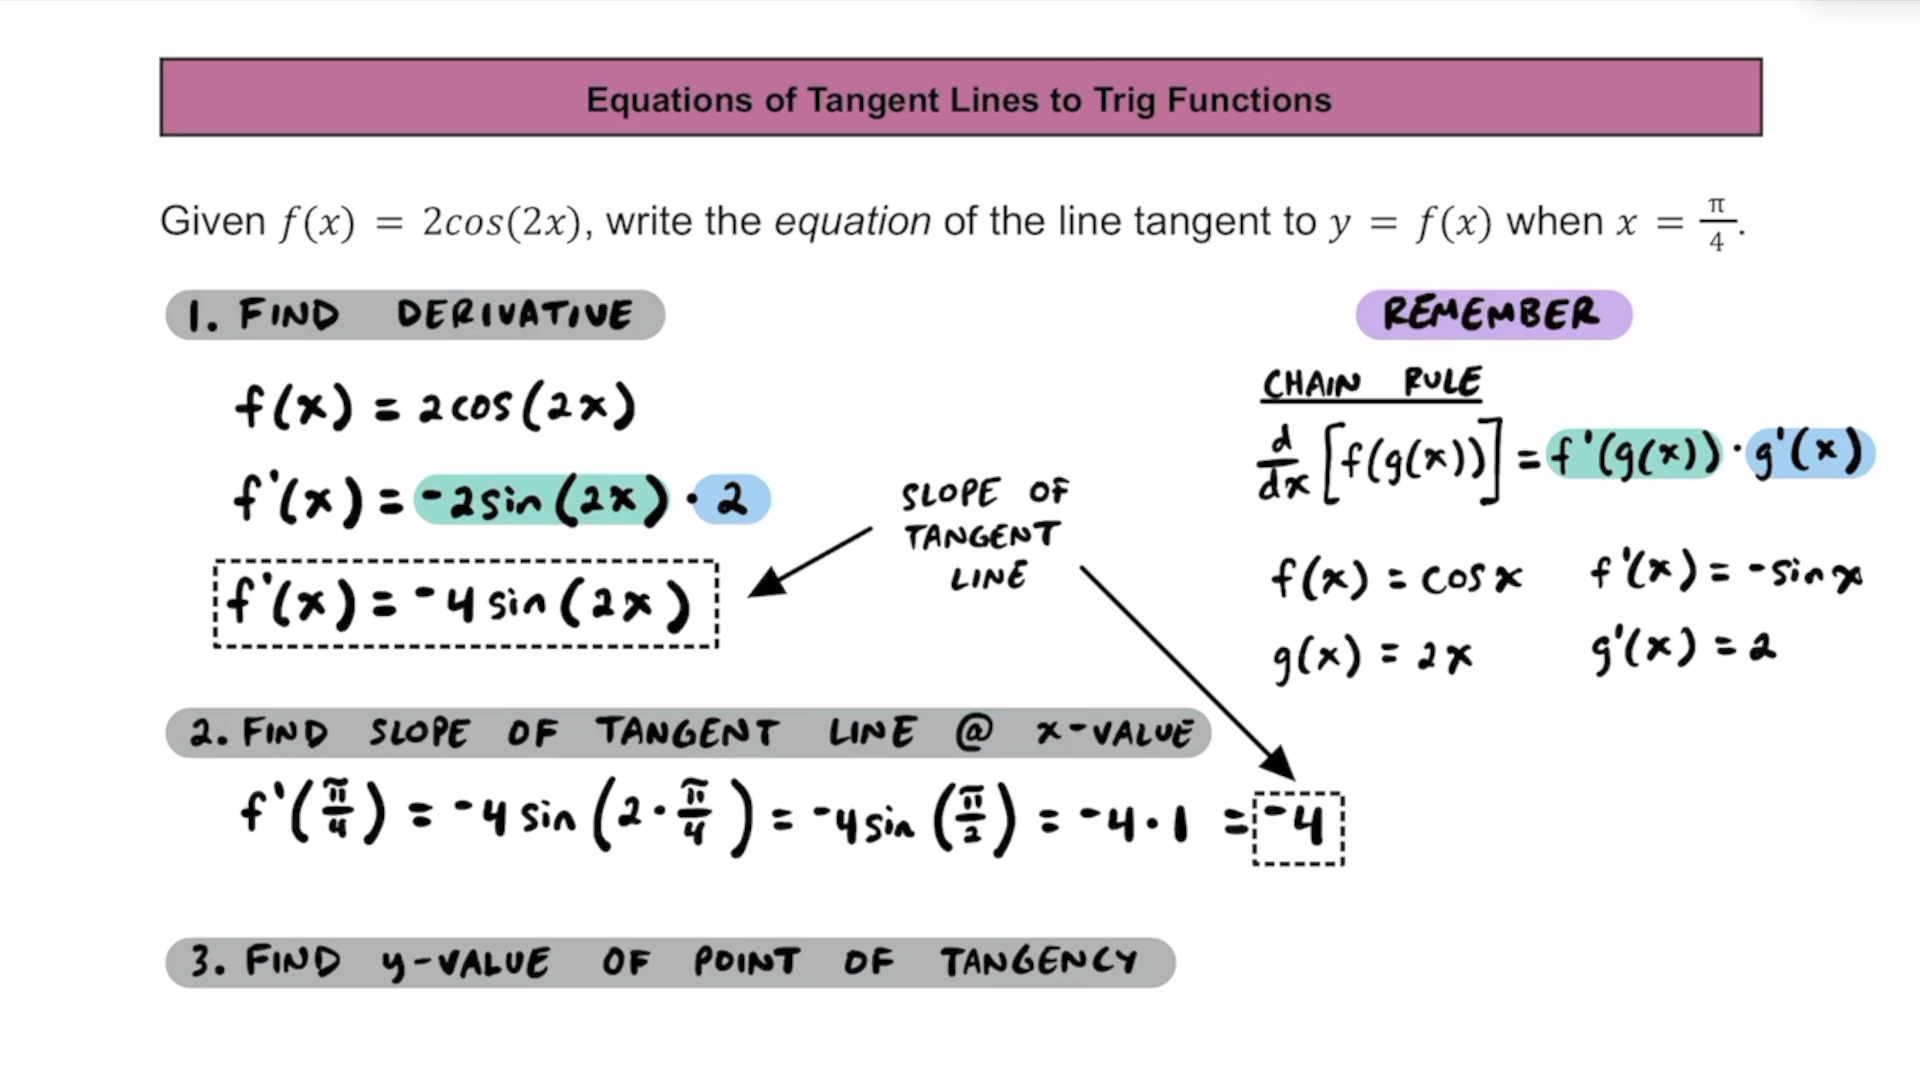 Equations of Tangent Lines to Trig Functions
Given f(x) = 2cos(2x), write the equation of the line tangent to y = f(x) when x = π/4.
1. FIND DERIVATIVE
f(x) = 2cos(2x)
f'(x) = -2sin(2x) · 2
f'(x) = -4sin(2x)
SLOPE OF
TANGENT
LINE
REMEMBER
CHAIN RULE
d/dx [f(g(x))] = f'(g(x)) · g'(x)
f(x) = cosx f'(x) = -sinx
g(x) = 2x g'(x) = 2
2. FIND SLOPE OF TANGENT LINE @ x-VALUE
f'(π/4) = -4sin(2·π/4) = -4sin(π/2) = -4·1 = -4
3. FIND y-VALUE OF POINT OF TANGENCY